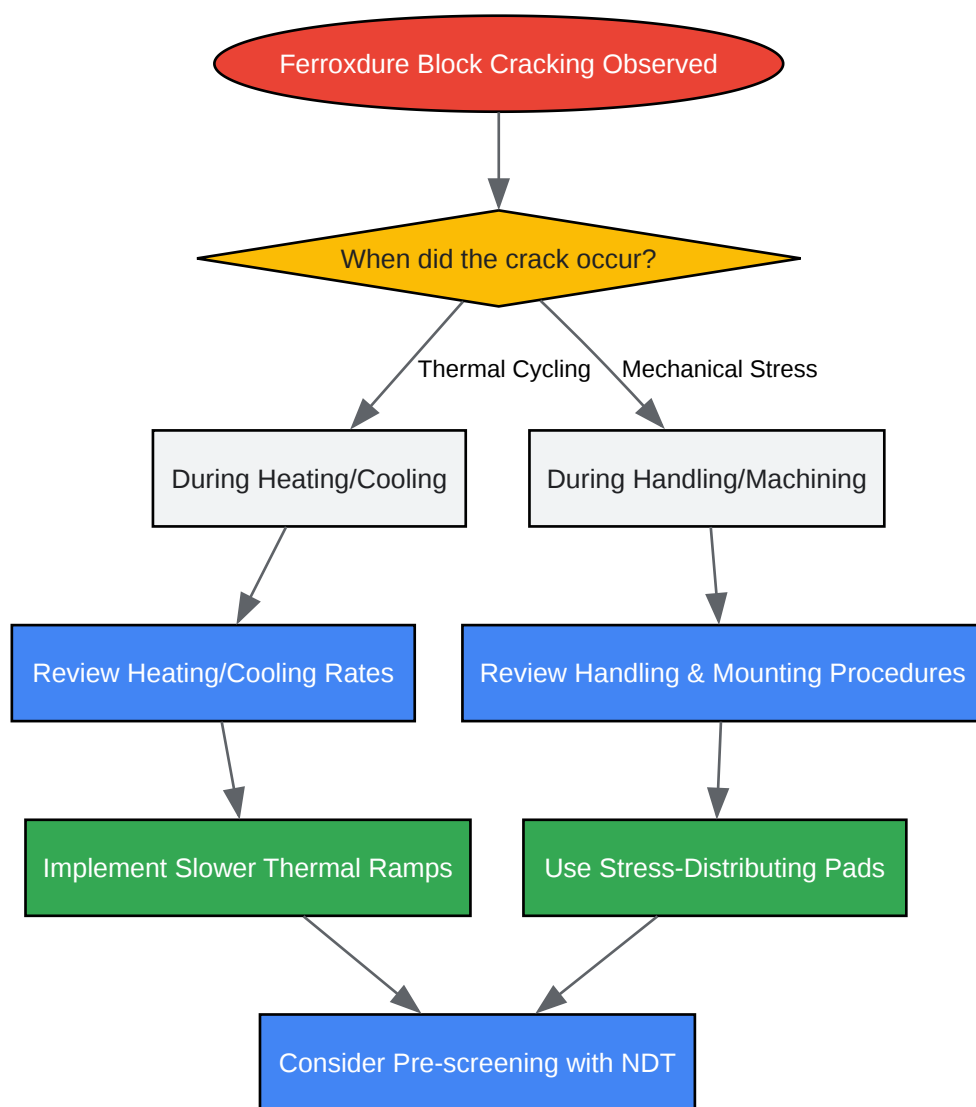 Ferroxdure Block Cracking Observed
When did the crack occur?
Thermal Cycling
Mechanical Stress
During Heating/Cooling
During Handling/Machining
Review Heating/Cooling Rates
Review Handling & Mounting Procedures
Implement Slower Thermal Ramps
Use Stress-Distributing Pads
Consider Pre-screening with NDT